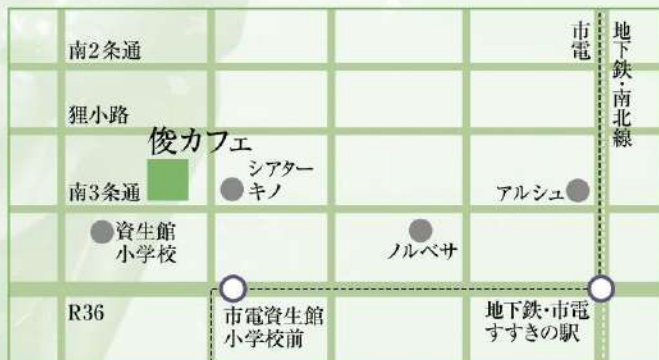 市電
地下鉄・南北線
南2条通
狸小路
俊カフェ
シアター
キノ
南3条通
アルシュ
資生館
小学校
ノルベサ
R36
市電資生館
小学校前
地下鉄・市電
すすきの駅